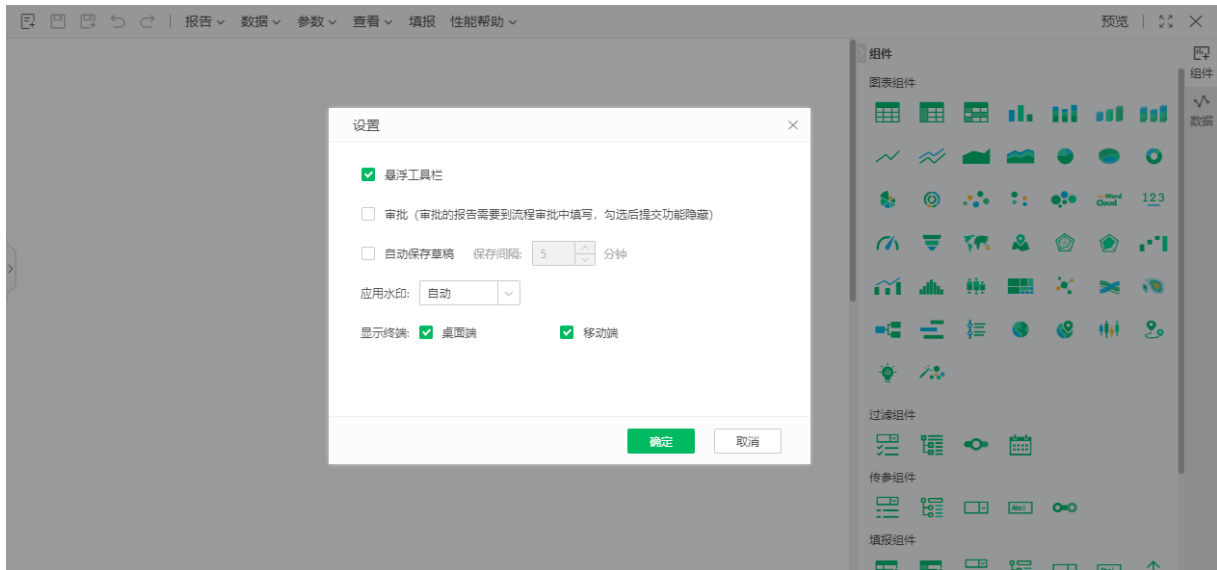 报告 数据 参数 查看 填报 性能帮助 预览
组件
图表组件
组件
数据
设置
悬浮工具栏
审批（审批的报告需要到流程审批中填写，勾选后提交功能隐藏）
自动保存草稿 保存间隔: 5 分钟
应用水印: 自动
显示终端: 桌面端 移动端
确定 取消
Word
Cloud
123
过滤组件
传参组件
Abc
填报组件